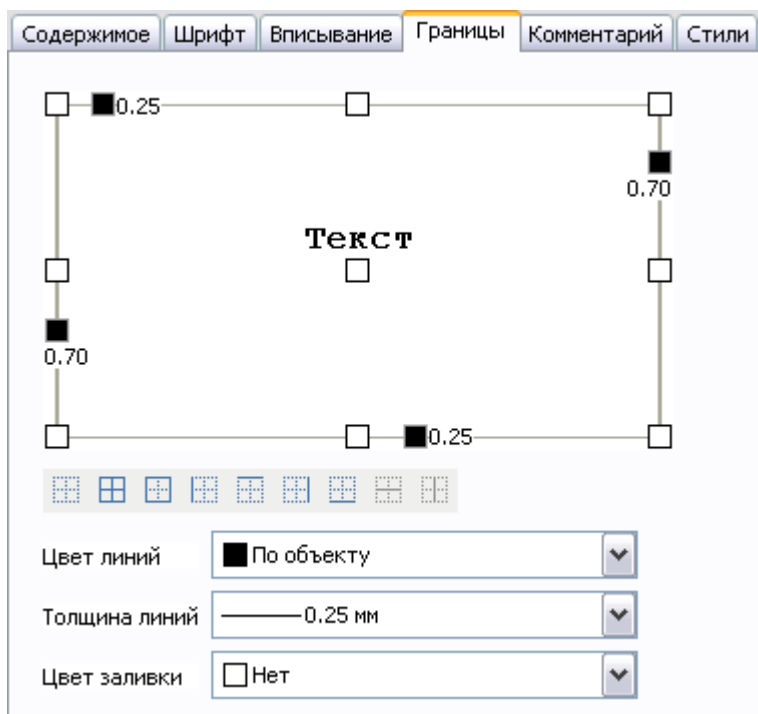 Содержимое Шрифт Вписывание Границы Комментарий Стили
0.25
0.70
Текст
0.70
0.25
Цвет линий По объекту
Толщина линий 0.25 мм
Цвет заливки Нет